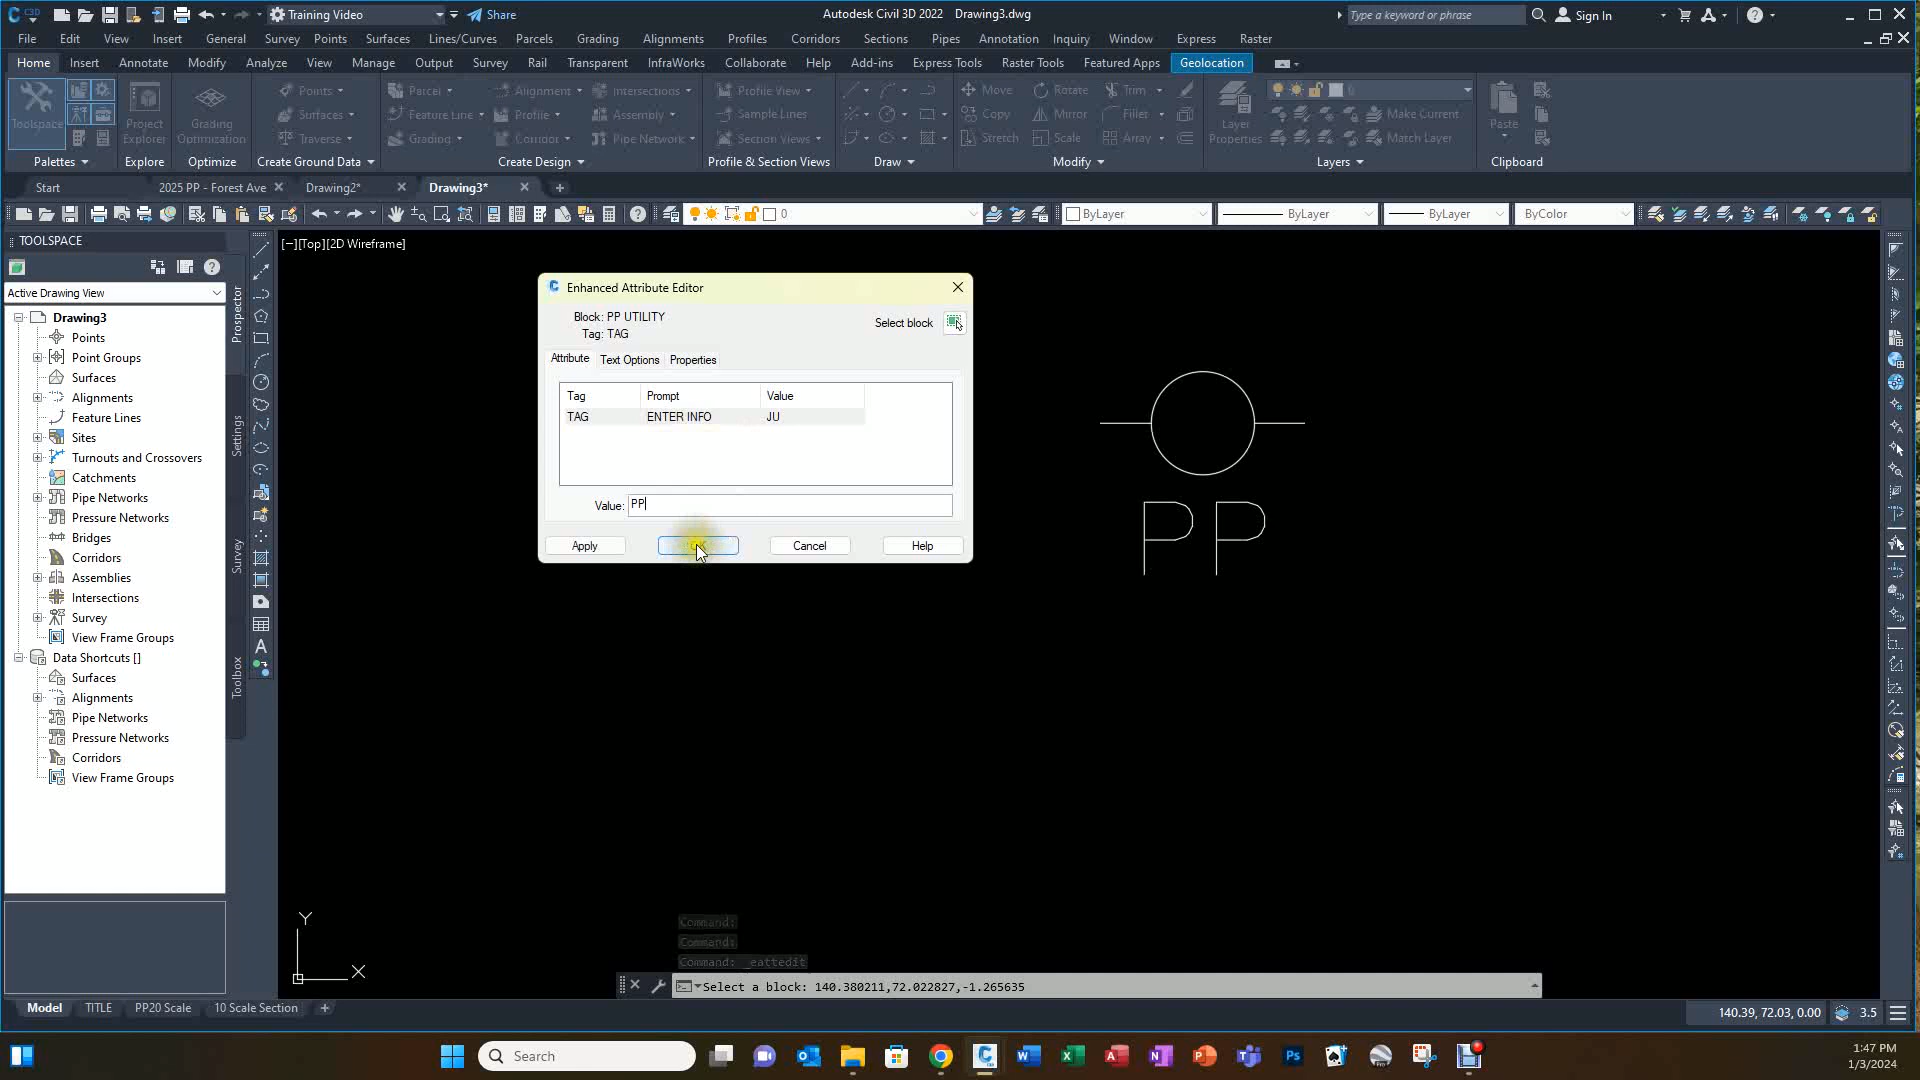 C3D Training Video Share Autodesk Civil 3D 2022 Drawing3.dwg Type a keyword or phrase Sign In
File Edit View Insert General Survey Points Surfaces Lines/Curves Parcels Grading Alignments Profiles Corridors Sections Pipes Annotation Inquiry Window Express Raster
Home Insert Annotate Modify Analyze View Manage Output Survey Rail Transparent InfraWorks Collaborate Help Add-ins Express Tools Raster Tools Featured Apps Geolocation
Points Parcel Alignment Intersections Profile View Move Rotate Trim 0
Toolspace Project Explorer Grading Optimization Surfaces Feature Line Profile Assembly Sample Lines Copy Mirror Fillet Layer Properties Make Current Paste
Traverse Grading Corridor Pipe Network Section Views Stretch Scale Array Match Layer
Palettes Explore Optimize Create Ground Data Create Design Profile & Section Views Draw Modify Layers Clipboard
Start 2025 PP - Forest Ave Drawing2* Drawing3*
0 ByLayer ByLayer ByLayer ByColor
TOOLSPACE
[−][Top][2D Wireframe]
Active Drawing View
Prospector
Settings
Survey
Toolbox
Drawing3
Points
Point Groups
Surfaces
Alignments
Feature Lines
Sites
Turnouts and Crossovers
Catchments
Pipe Networks
Pressure Networks
Bridges
Corridors
Assemblies
Intersections
Survey
View Frame Groups
Data Shortcuts []
Surfaces
Alignments
Pipe Networks
Pressure Networks
Corridors
View Frame Groups
Enhanced Attribute Editor
Block: PP UTILITY
Tag: TAG
Select block
Attribute Text Options Properties
Tag Prompt Value
TAG ENTER INFO JU
Value: PP
Apply OK Cancel Help
PP
Y
X
Command:
Command:
Command: _eattedit
Select a block: 140.380211,72.022827,-1.265635
Model TITLE PP20 Scale 10 Scale Section 140.39, 72.03, 0.00 3.5
Search
1:47 PM
1/3/2024